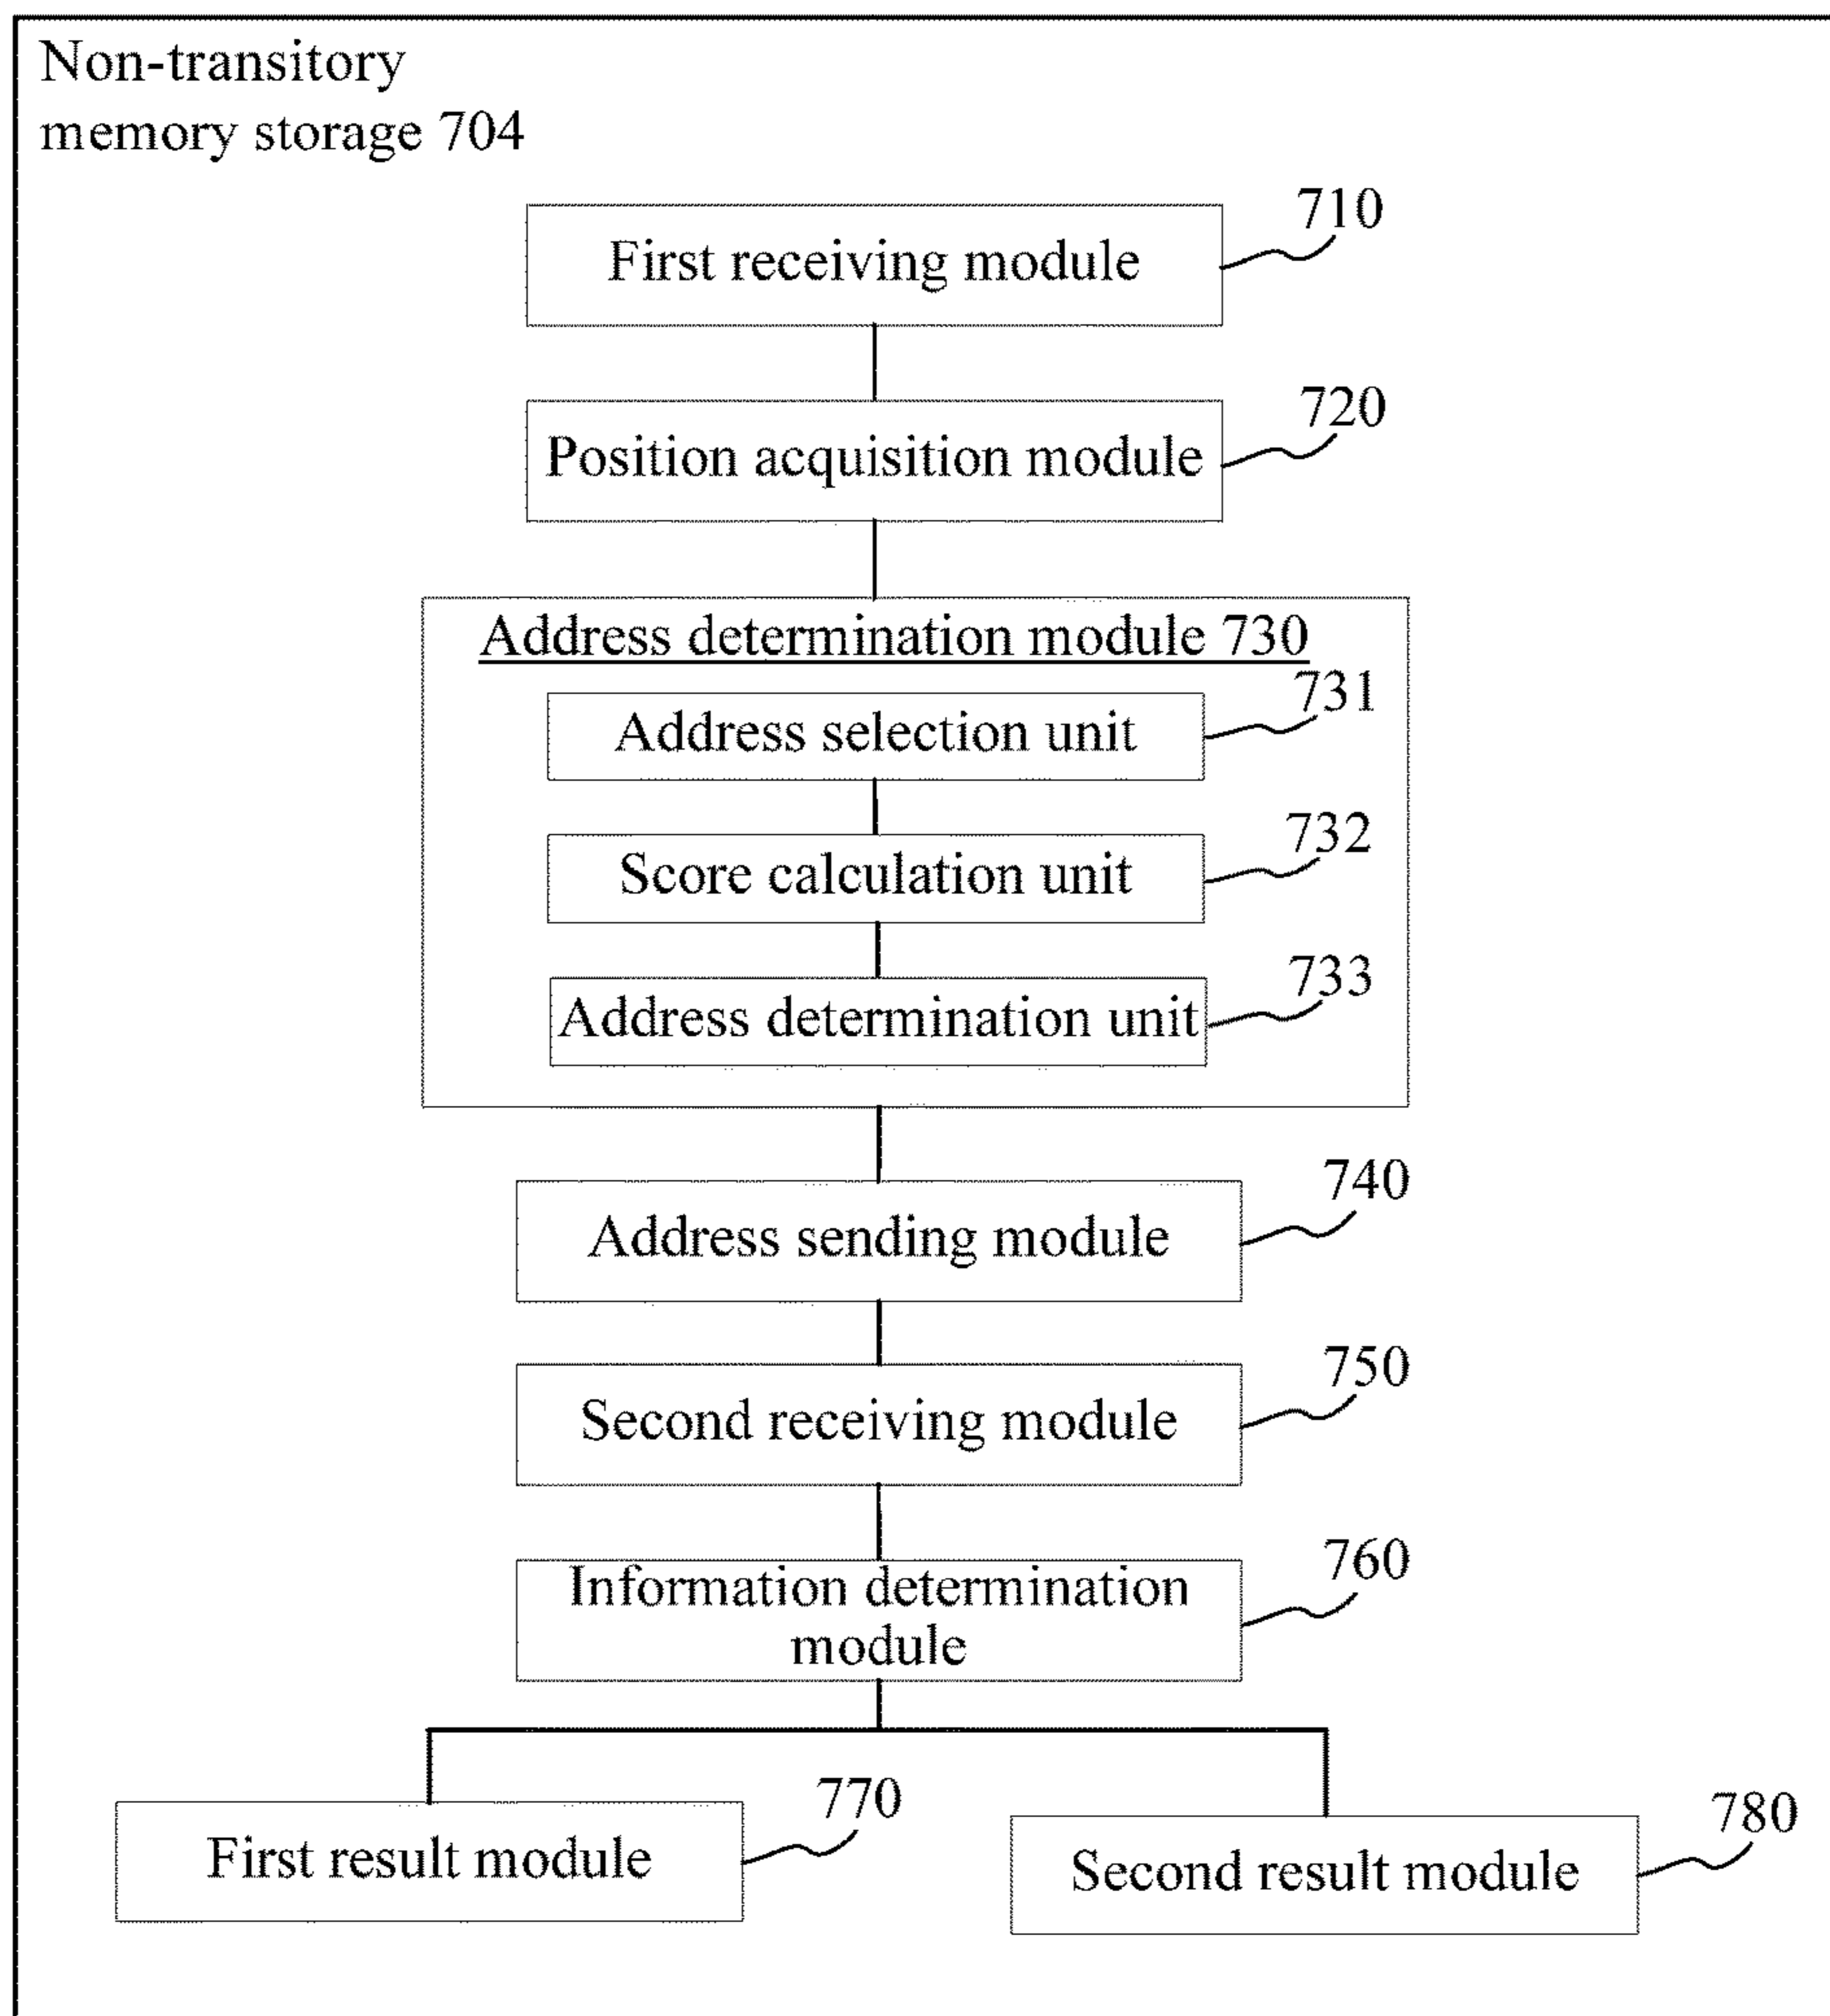 Non-transitory
memory storage 704
710
First receiving module
720
Position acquisition module
Address determination module 730
731
Address selection unit
732
Score calculation unit
733
Address determination unit
740
Address sending module
750
Second receiving module
760
Information determination
module
770
First result module
780
Second result module